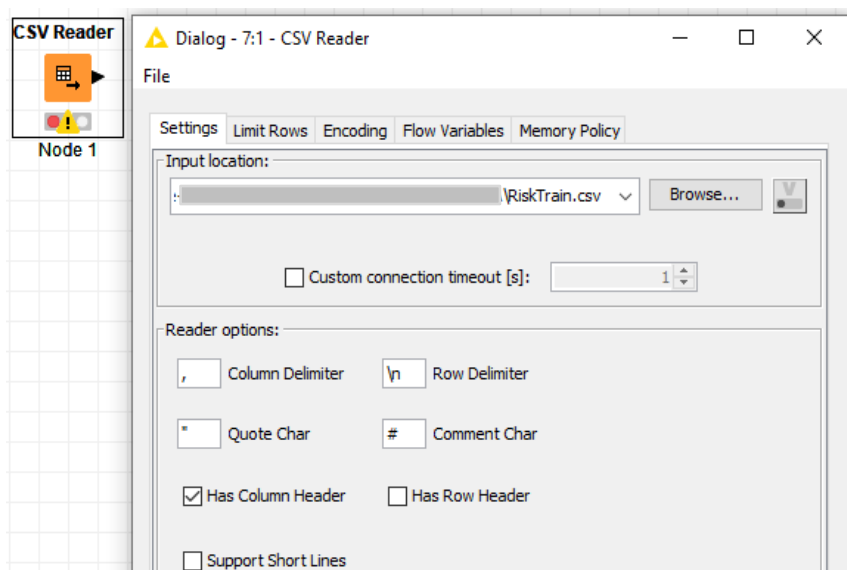 CSV Reader
Node 1
Dialog - 7:1 - CSV Reader
File
Settings Limit Rows Encoding Flow Variables Memory Policy
Input location:
\RiskTrain.csv Browse... V
Custom connection timeout [s]: 1
Reader options:
, Column Delimiter \n Row Delimiter
" Quote Char # Comment Char
Has Column Header Has Row Header
Support Short Lines